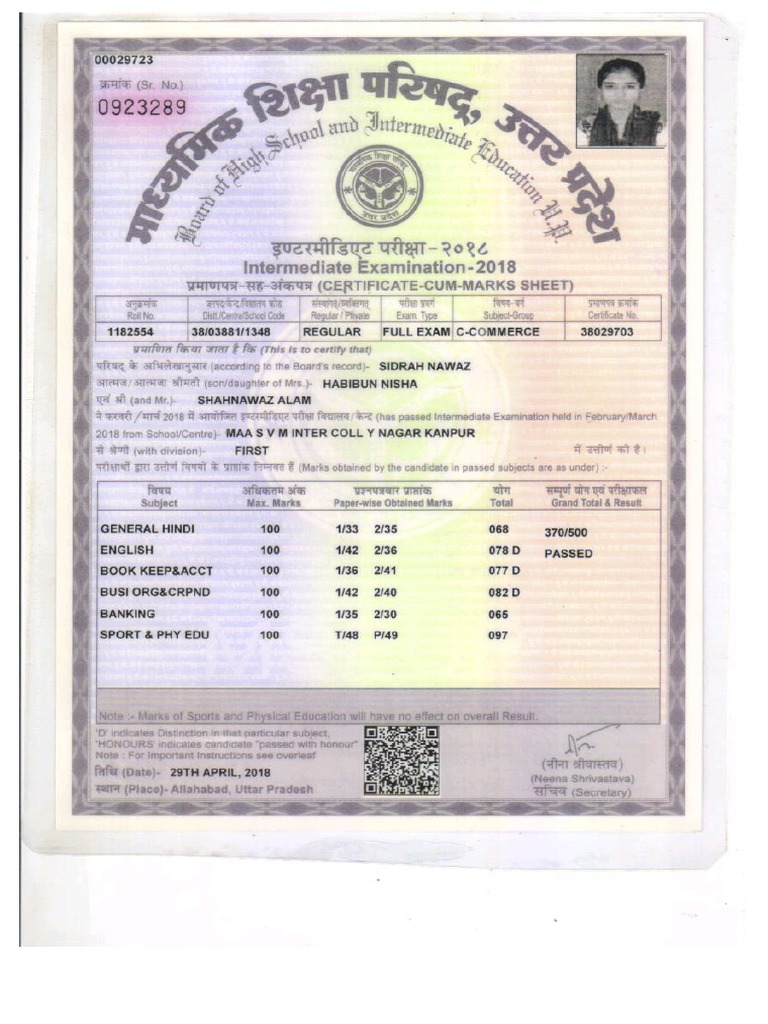 00029723
क्रमांक (Sr. No.)
0923289
माध्यमिक शिक्षा परिषद्, उत्तर प्रदेश
Board of High School and Intermediate Education U.P.
इण्टरमीडिएट परीक्षा-२०१८
Intermediate Examination-2018
प्रमाणपत्र-सह-अंकपत्र (CERTIFICATE-CUM-MARKS SHEET)
अनुक्रमांक जनपद/केन्द्र/विद्यालय कोड संस्थागत/व्यक्तिगत परीक्षा प्रवर्ग विषय-वर्ग प्रमाणपत्र क्रमांक
Roll No. Distt./Centre/School Code Regular / Private Exam. Type Subject-Group Certificate No.
1182554 38/03881/1348 REGULAR FULL EXAM C-COMMERCE 38029703
प्रमाणित किया जाता है कि (This is to certify that)
परिषद् के अभिलेखानुसार (according to the Board's record)- SIDRAH NAWAZ
आत्मज/आत्मजा श्रीमती (son/daughter of Mrs.)- HABIBUN NISHA
एवं श्री (and Mr.)- SHAHNAWAZ ALAM
ने फरवरी/मार्च 2018 में आयोजित इण्टरमीडिएट परीक्षा विद्यालय/केन्द्र (has passed Intermediate Examination held in February/March
2018 from School/Centre)- MAA S V M INTER COLL Y NAGAR KANPUR
से श्रेणी (with division)- FIRST में उत्तीर्ण की है।
परीक्षार्थी द्वारा उत्तीर्ण विषयों के प्राप्तांक निम्नवत हैं (Marks obtained by the candidate in passed subjects are as under) :-
विषय अधिकतम अंक प्रश्नपत्रवार प्राप्तांक योग सम्पूर्ण योग एवं परीक्षाफल
Subject Max. Marks Paper-wise Obtained Marks Total Grand Total & Result
GENERAL HINDI 100 1/33 2/35 068 370/500
ENGLISH 100 1/42 2/36 078 D PASSED
BOOK KEEP&ACCT 100 1/36 2/41 077 D
BUSI ORG&CRPND 100 1/42 2/40 082 D
BANKING 100 1/35 2/30 065
SPORT & PHY EDU 100 T/48 P/49 097
Note :- Marks of Sports and Physical Education will have no effect on overall Result.
'D' indicates Distinction in that particular subject,
'HONOURS' indicates candidate "passed with honour"
Note : For Important Instructions see overleaf
तिथि (Date)- 29TH APRIL, 2018
स्थान (Place)- Allahabad, Uttar Pradesh
(नीना श्रीवास्तव)
(Neena Shrivastava)
सचिव (Secretary)